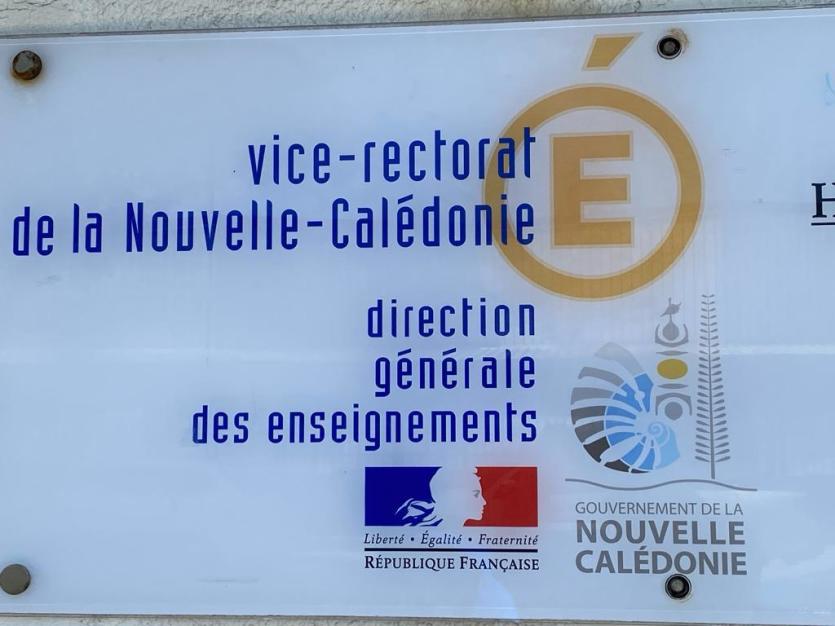 vice-rectorat
de la Nouvelle-Calédonie
É
direction
générale
des enseignements
Liberté • Égalité • Fraternité
RÉPUBLIQUE FRANÇAISE
GOUVERNEMENT DE LA
NOUVELLE
CALÉDONIE
H